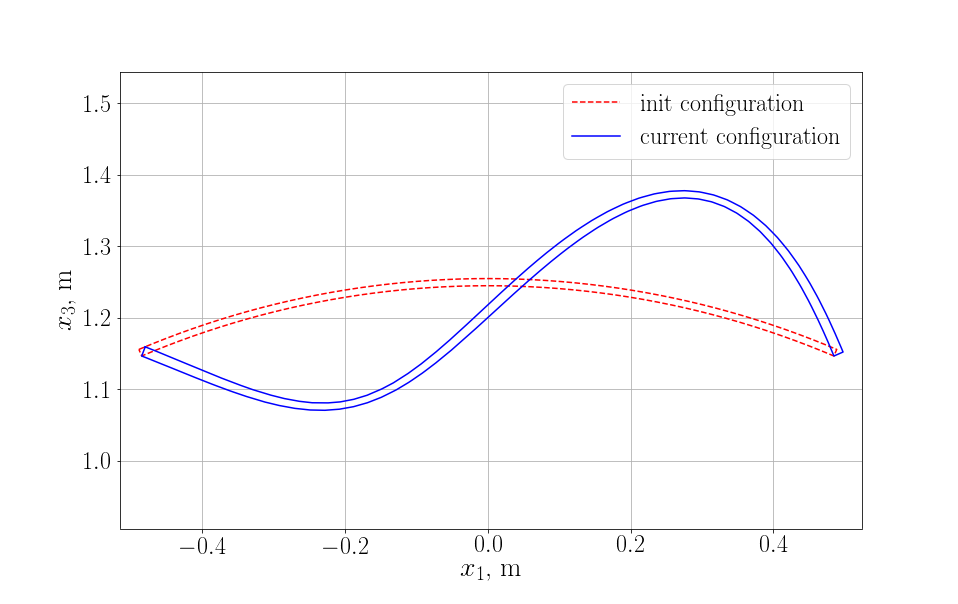 init configuration
current configuration
1.5
1.4
1.3
1.2
1.1
1.0
x₃, m
−0.4 −0.2 0.0 0.2 0.4
x₁, m